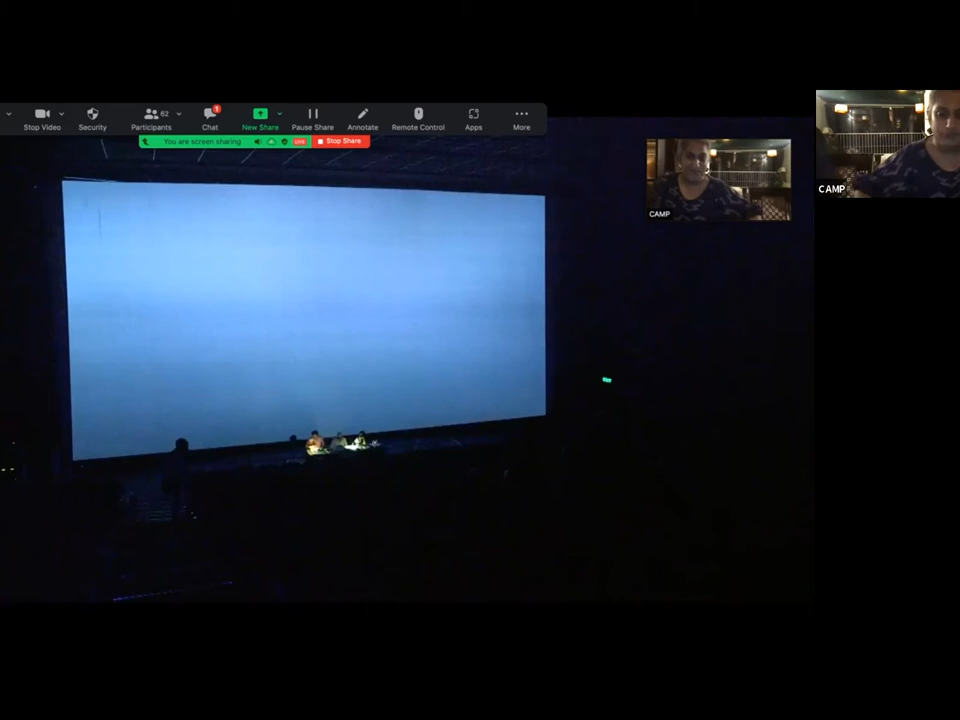 Stop Video
Security
Participants
62
Chat
1
New Share
Pause Share
Annotate
Remote Control
Apps
More
You are screen sharing
LIVE
Stop Share
CAMP
CAMP